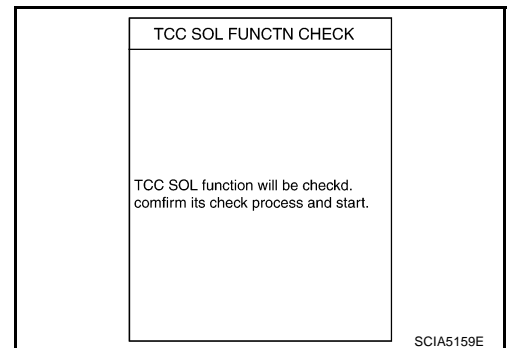 TCC SOL FUNCTN CHECK
TCC SOL function will be checkd.
comfirm its check process and start.
SCIA5159E